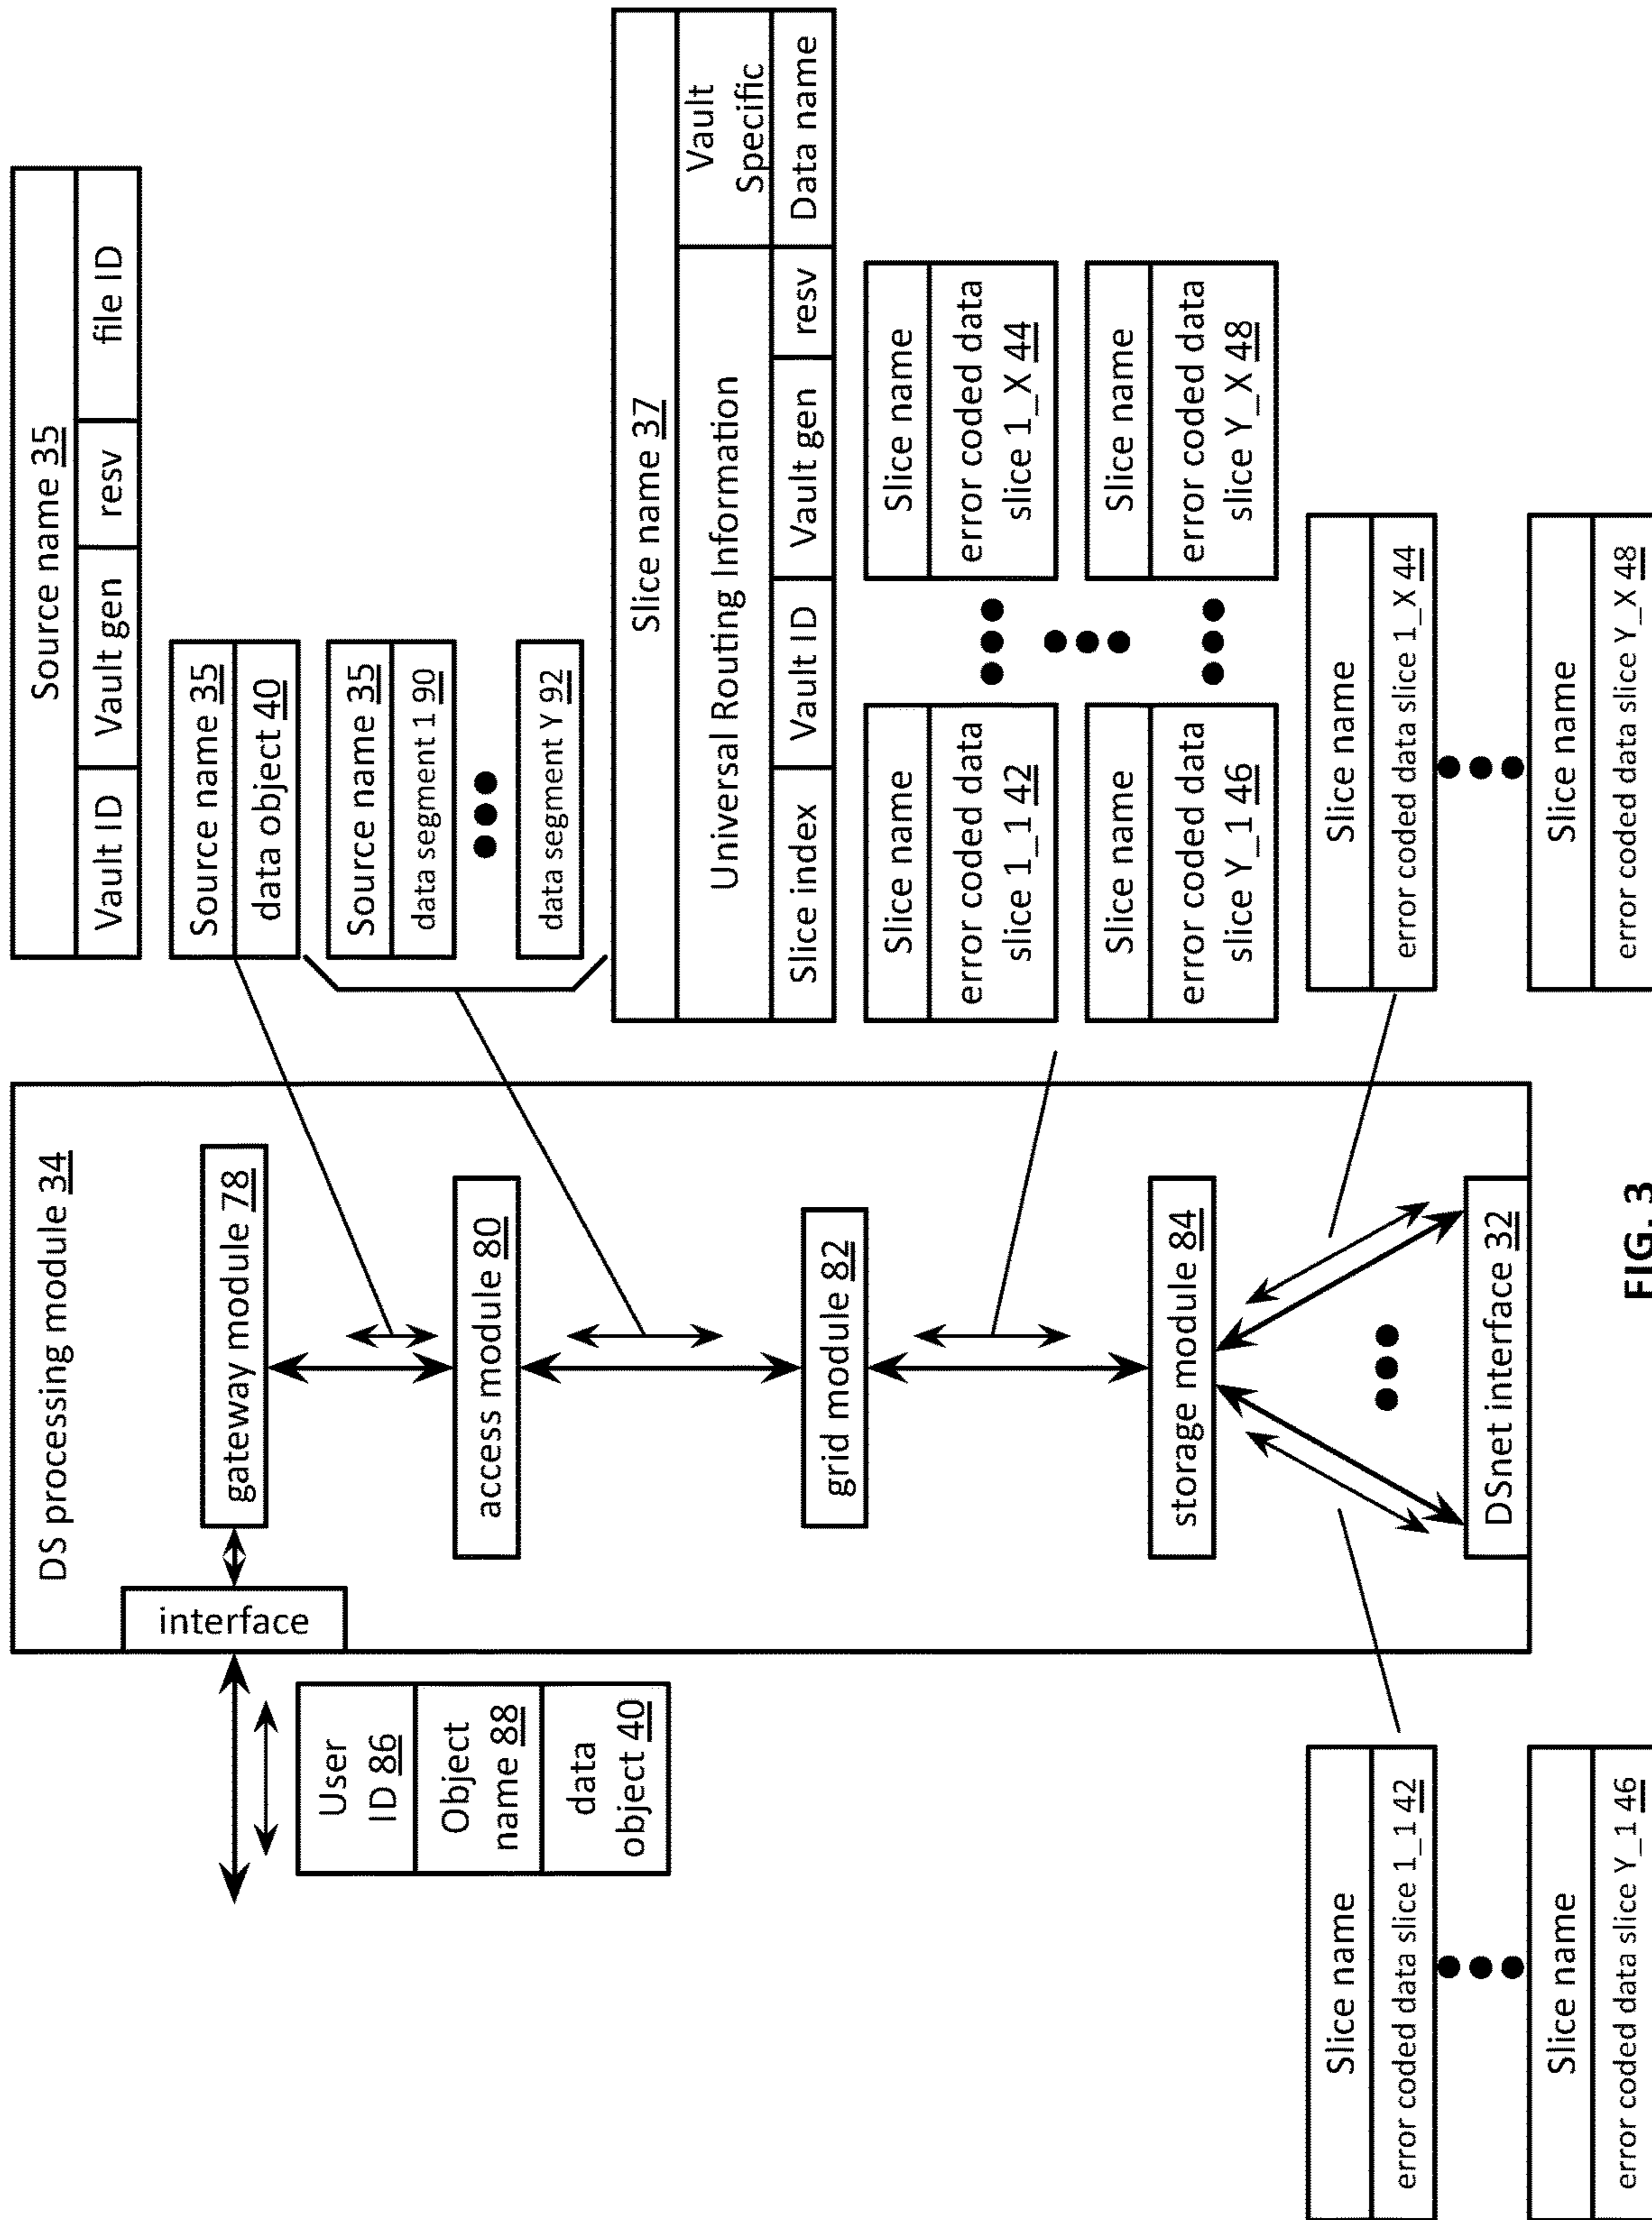 DS processing module 34
interface
gateway module 78
access module 80
grid module 82
storage module 84
DSnet interface 32
User
ID 86
Object
name 88
data
object 40
Source name 35
Vault ID
Vault gen
resv
file ID
Source name 35
data object 40
Source name 35
data segment 1 90
data segment Y 92
Slice name 37
Universal Routing Information
Vault
Specific
Slice index
Vault ID
Vault gen
resv
Data name
Slice name
error coded data
slice 1_1 42
Slice name
error coded data
slice 1_X 44
Slice name
error coded data
slice Y_1 46
Slice name
error coded data
slice Y_X 48
Slice name
error coded data slice 1_1 42
Slice name
error coded data slice Y_1 46
Slice name
error coded data slice 1_X 44
Slice name
error coded data slice Y_X 48
FIG. 3